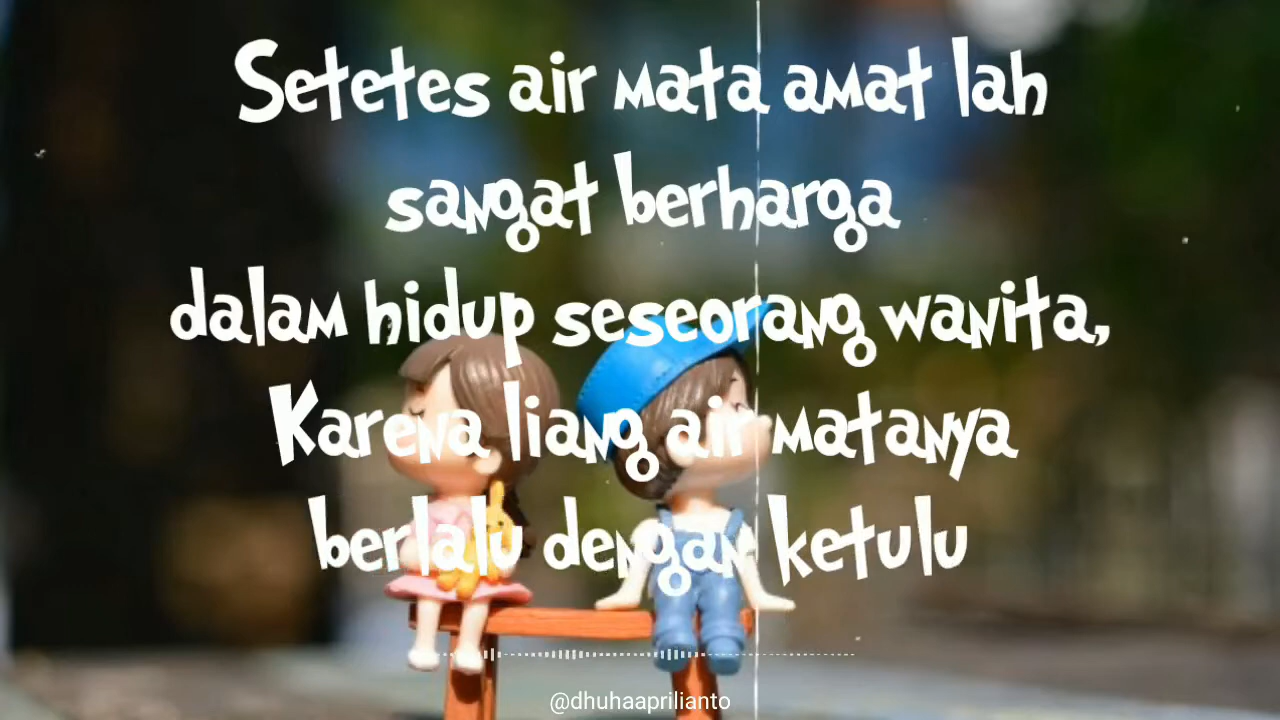 Setetes air mata amat lah
sangat berharga
dalam hidup seseorang wanita,
Karena liang air matanya
berlalu dengan ketulu
@dhuhaaprilianto